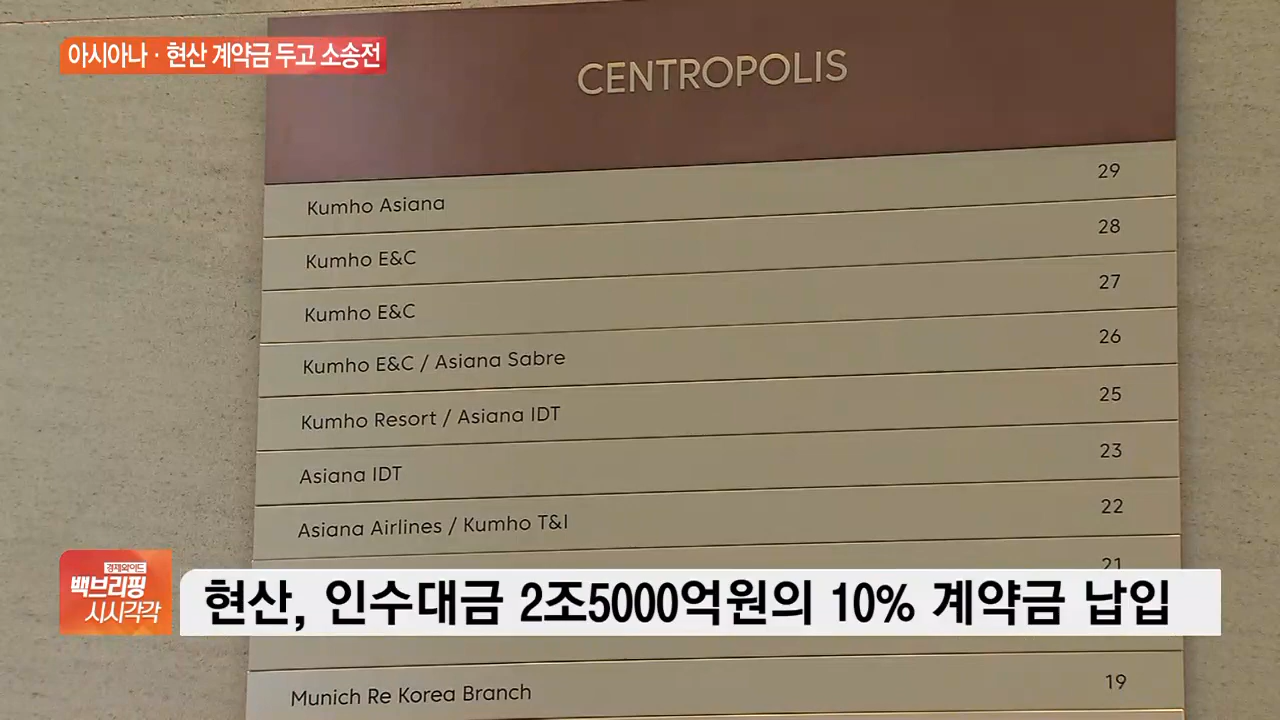 아시아나·현산 계약금 두고 소송전
CENTROPOLIS
Kumho Asiana 29
Kumho E&C 28
Kumho E&C 27
Kumho E&C / Asiana Sabre 26
Kumho Resort / Asiana IDT 25
Asiana IDT 23
Asiana Airlines / Kumho T&I 22
21
경제와이드
백브리핑
시시각각
현산, 인수대금 2조5000억원의 10% 계약금 납입
Munich Re Korea Branch 19